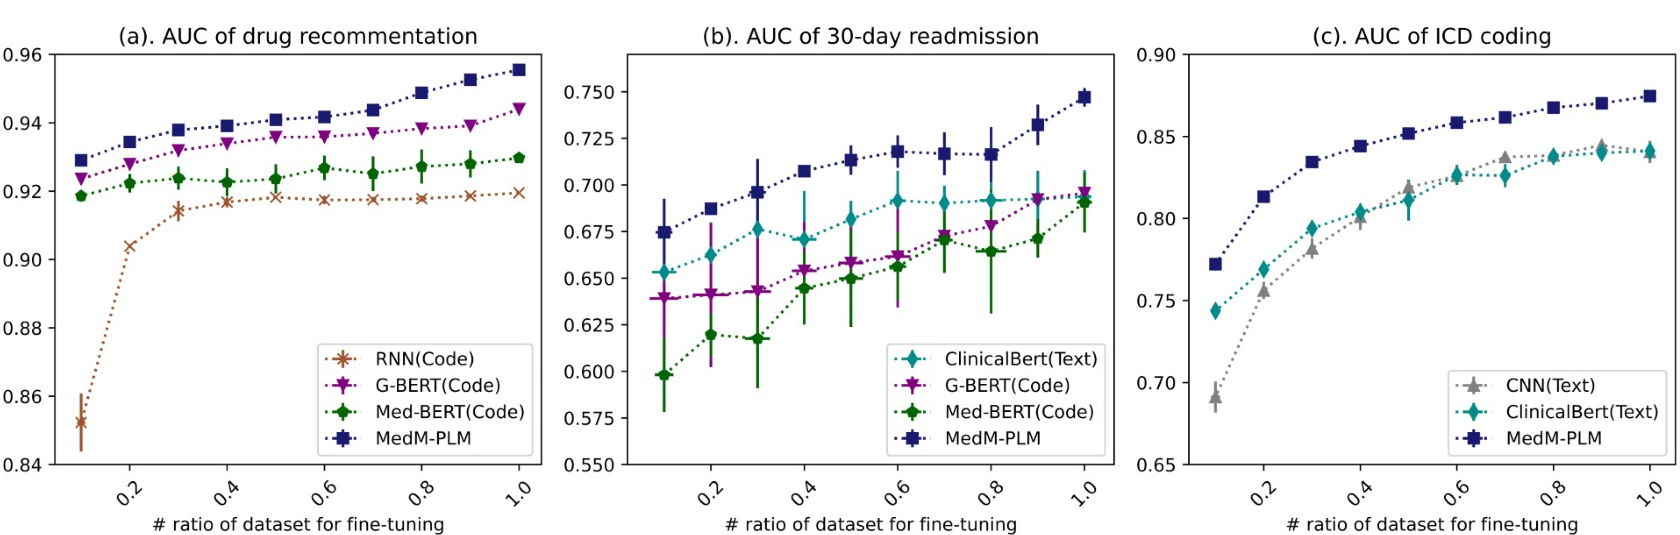 (a). AUC of drug recommentation
0.96
0.94
0.92
0.90
0.88
0.86
0.84
0.2
0.4
0.6
0.8
1.0
# ratio of dataset for fine-tuning
RNN(Code)
G-BERT(Code)
Med-BERT(Code)
MedM-PLM
(b). AUC of 30-day readmission
0.750
0.725
0.700
0.675
0.650
0.625
0.600
0.575
0.550
0.2
0.4
0.6
0.8
1.0
# ratio of dataset for fine-tuning
ClinicalBert(Text)
G-BERT(Code)
Med-BERT(Code)
MedM-PLM
(c). AUC of ICD coding
0.90
0.85
0.80
0.75
0.70
0.65
0.2
0.4
0.6
0.8
1.0
# ratio of dataset for fine-tuning
CNN(Text)
ClinicalBert(Text)
MedM-PLM